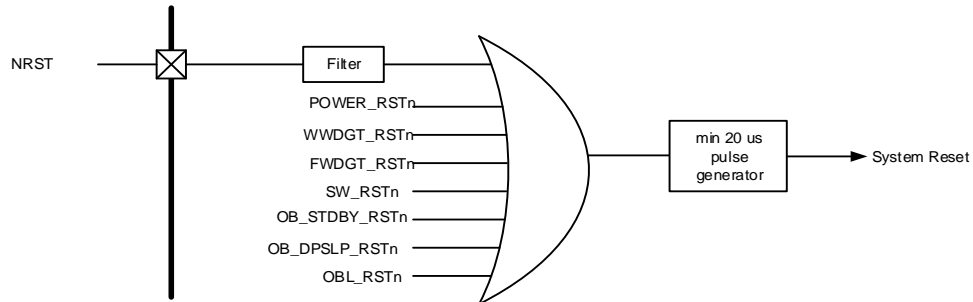 NRST
Filter
POWER_RSTn
WWDGT_RSTn
FWDGT_RSTn
SW_RSTn
OB_STDBY_RSTn
OB_DPSLP_RSTn
OBL_RSTn
min 20 us
pulse
generator
System Reset